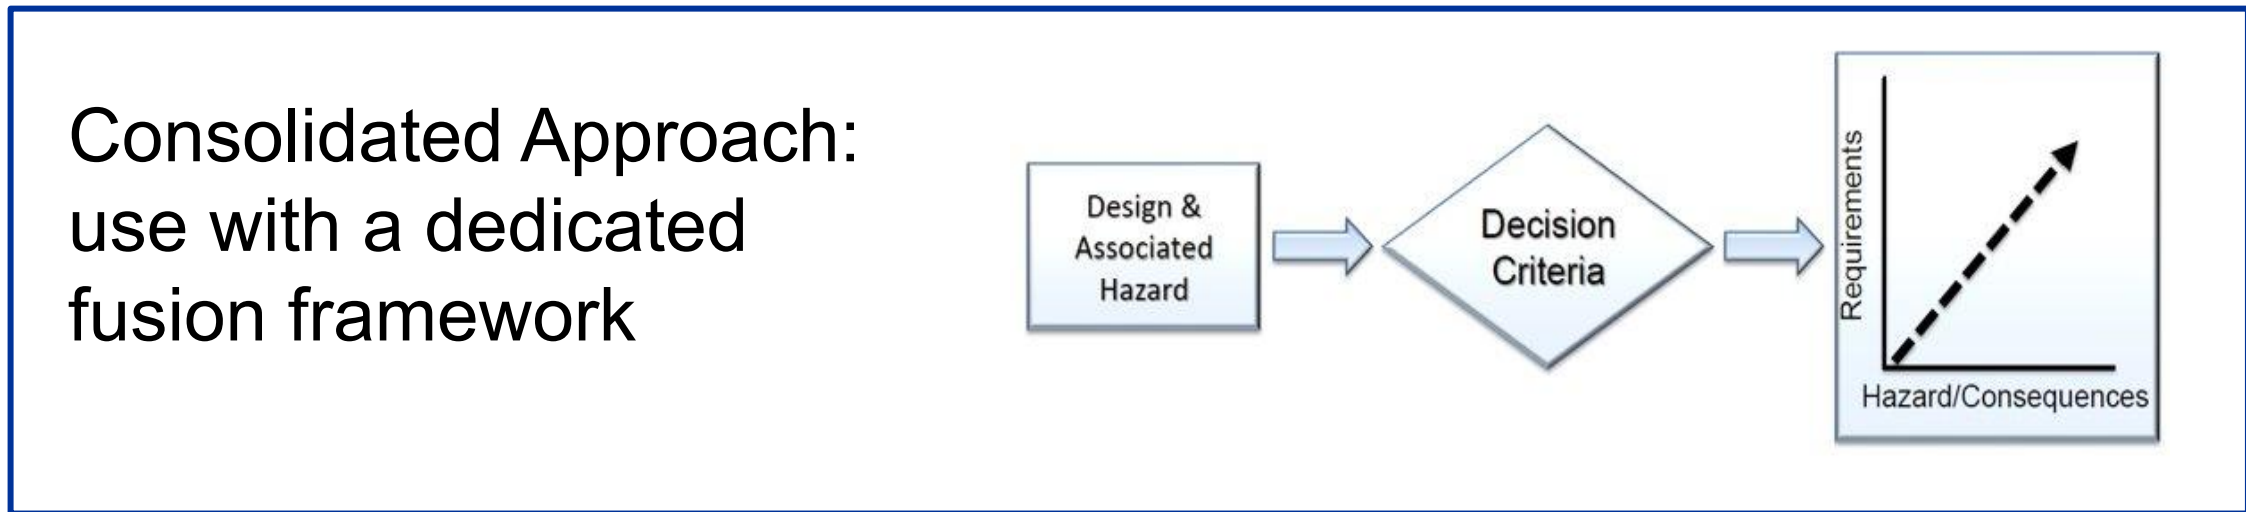 Consolidated Approach:
use with a dedicated
fusion framework
Design &
Associated
Hazard
Decision
Criteria
Requirements
Hazard/Consequences